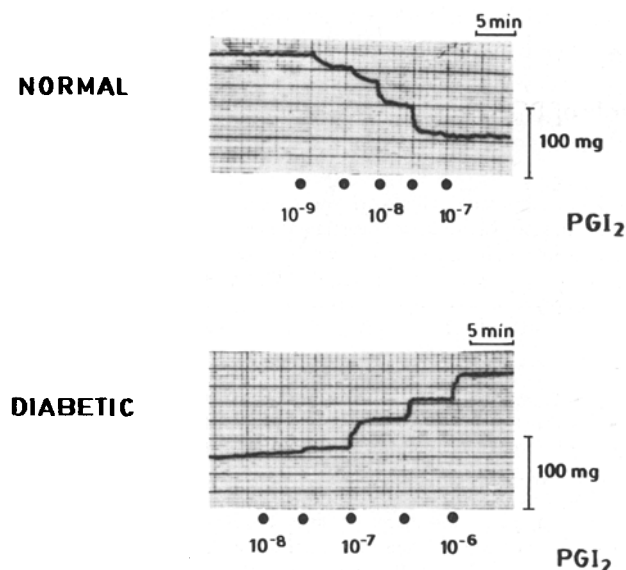 5 min
NORMAL
100 mg
10-9 10-8 10-7
PGI2
5 min
DIABETIC
100 mg
10-8 10-7 10-6
PGI2